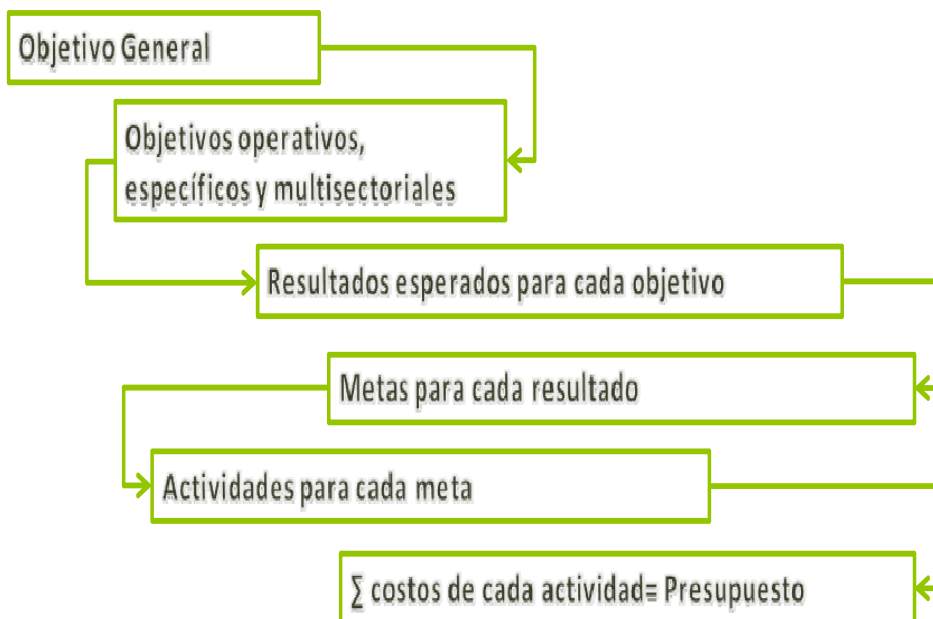 Objetivo General
Objetivos operativos,
específicos y multisectoriales
Resultados esperados para cada objetivo
Metas para cada resultado
Actividades para cada meta
∑ costos de cada actividad= Presupuesto